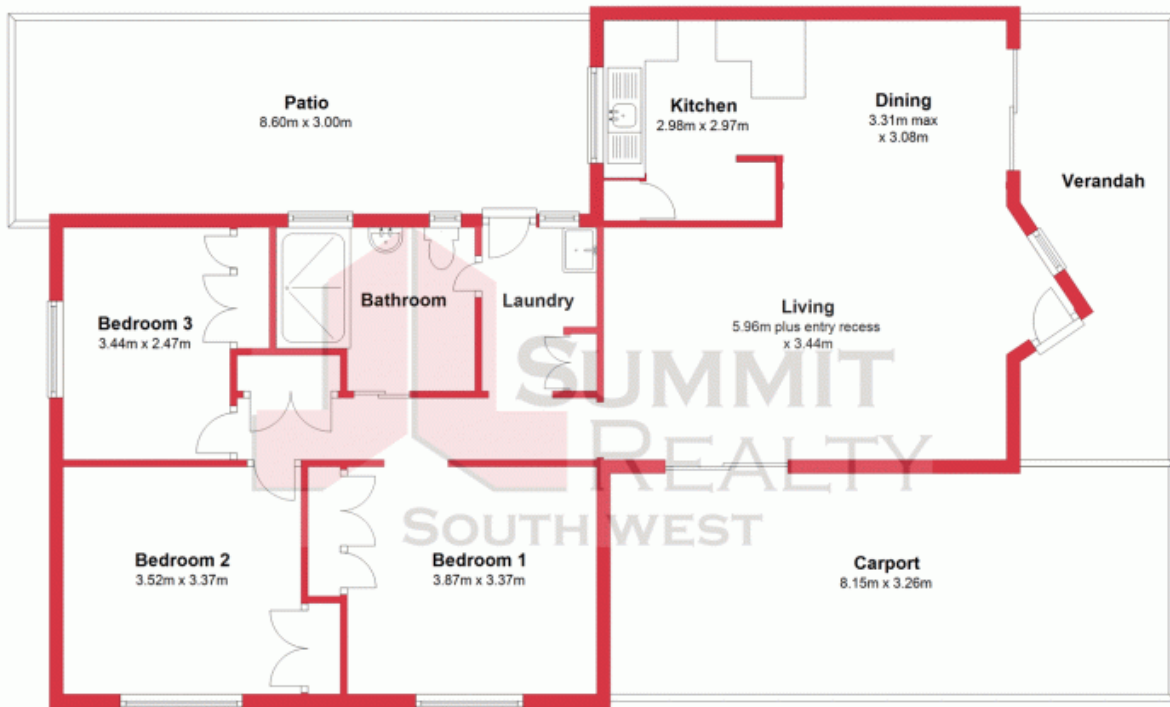 Patio
8.60m x 3.00m
Kitchen
2.98m x 2.97m
Dining
3.31m max
x 3.08m
Verandah
Bedroom 3
3.44m x 2.47m
Bathroom
Laundry
Living
5.96m plus entry recess
x 3.44m
SUMMIT
REALTY
SOUTH WEST
Bedroom 2
3.52m x 3.37m
Bedroom 1
3.87m x 3.37m
Carport
8.15m x 3.26m